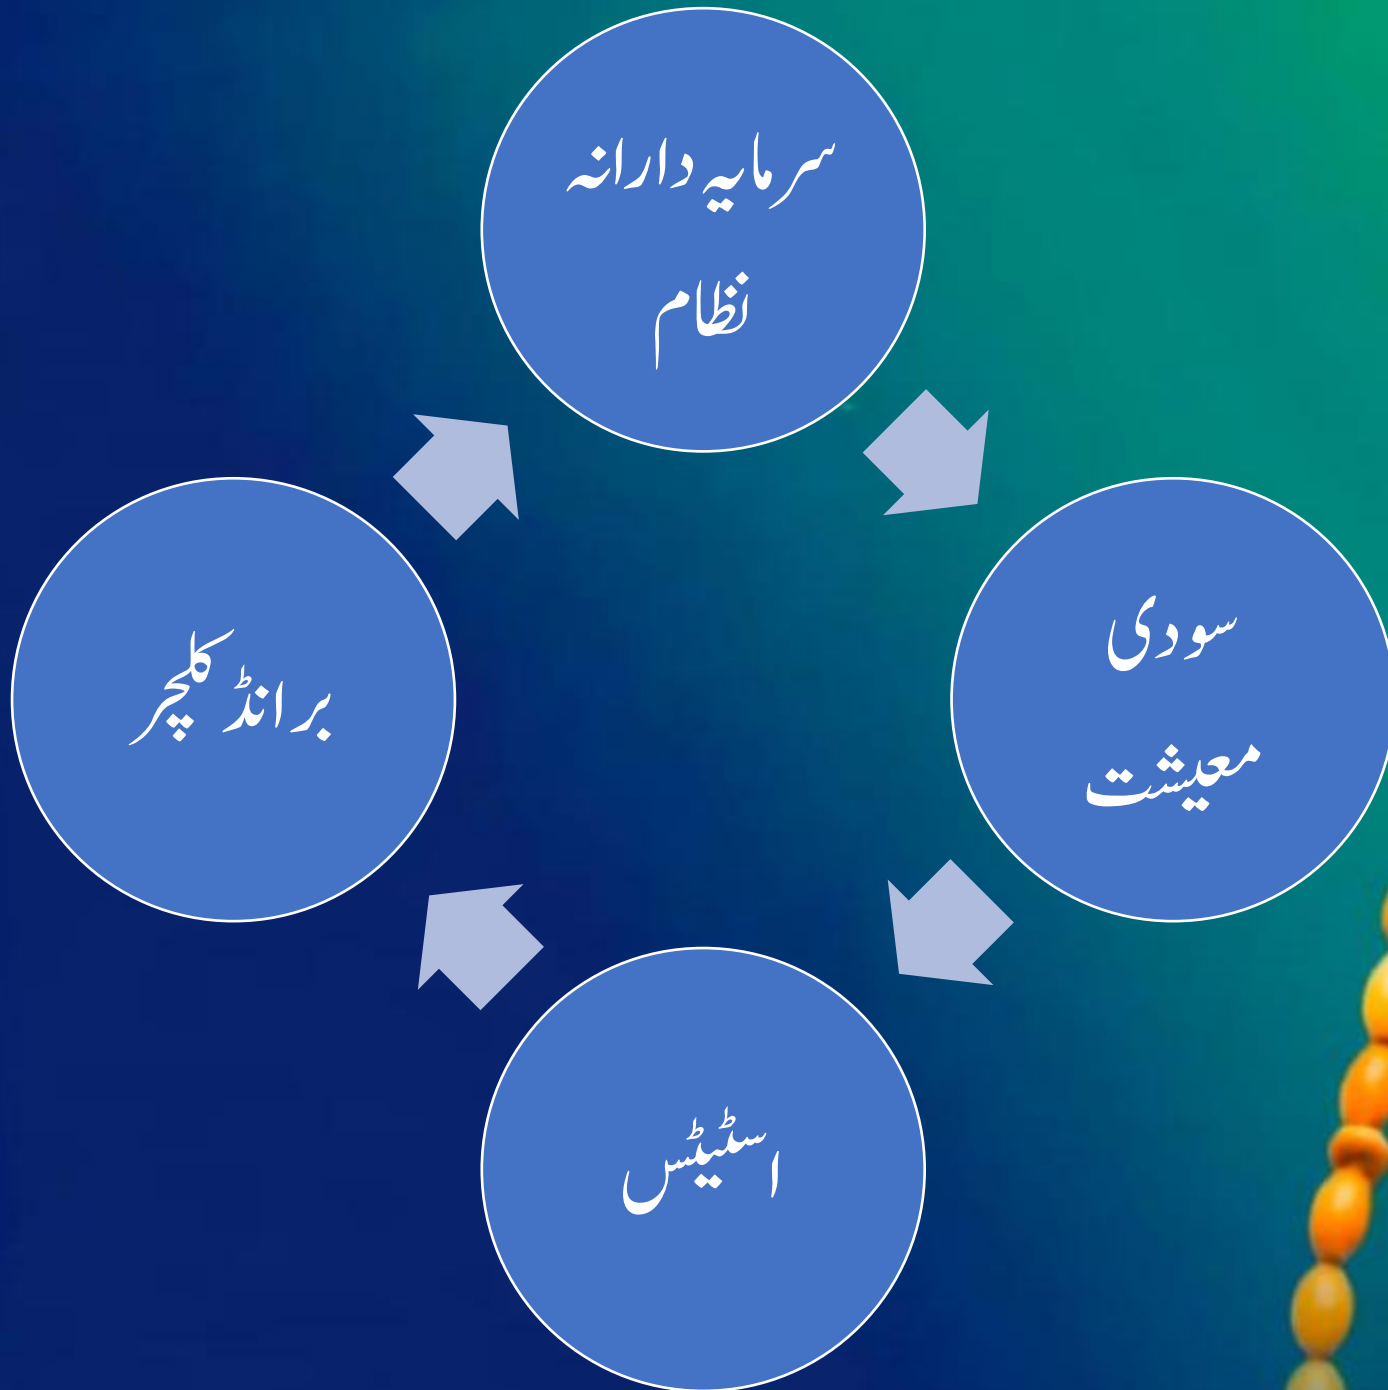 سرمایہ دارانہ
نظام
سودی
معیشت
اسٹیٹس
برانڈ کلچر